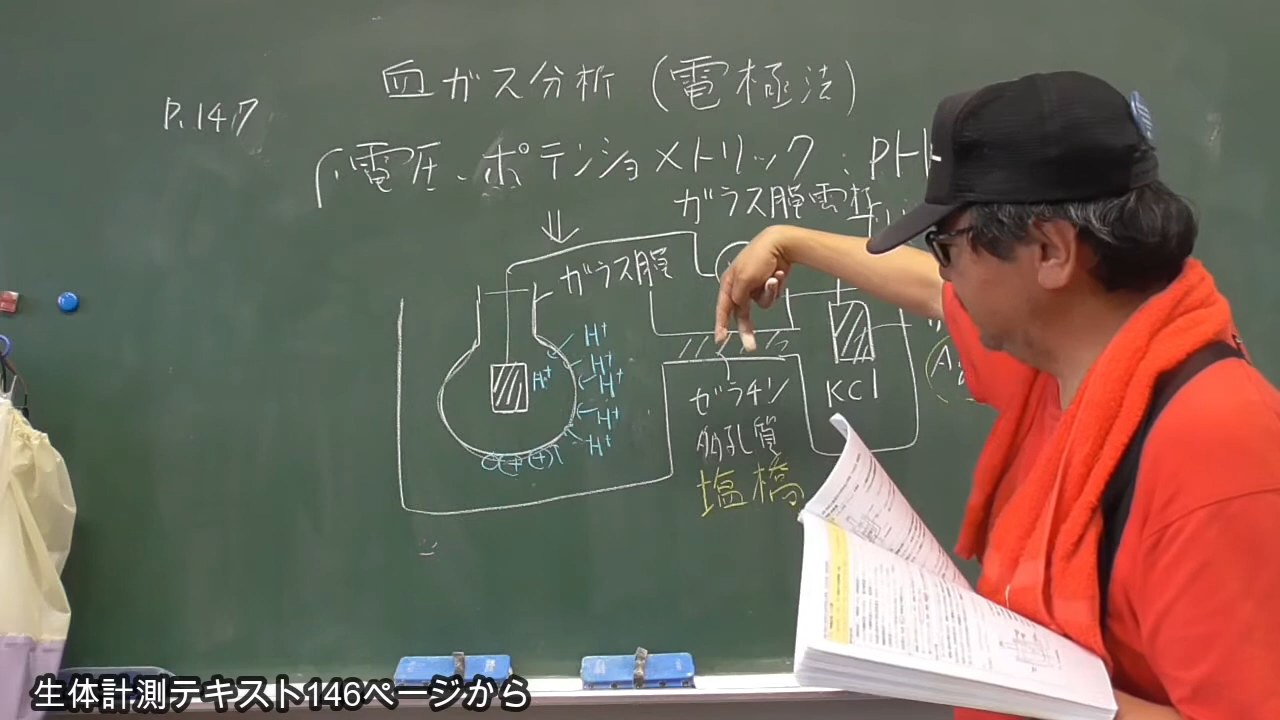 血ガス分析 (電極法)
P.147
電圧、ポテンショメトリック:pH
ガラス膜電極
ガラス膜
H+
H+
H+
H+
H+
H+
ゼラチン
多孔質
塩橋
KCl
Ag
生体計測テキスト146ページから